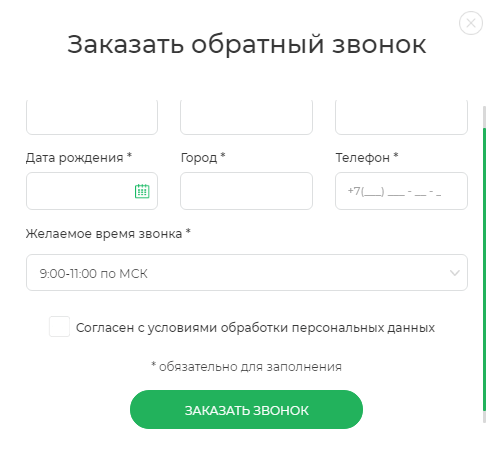 Заказать обратный звонок
Дата рождения * Город * Телефон *
+7(___) ___ - __ - _
Желаемое время звонка *
9:00-11:00 по МСК
Согласен с условиями обработки персональных данных
* обязательно для заполнения
ЗАКАЗАТЬ ЗВОНОК